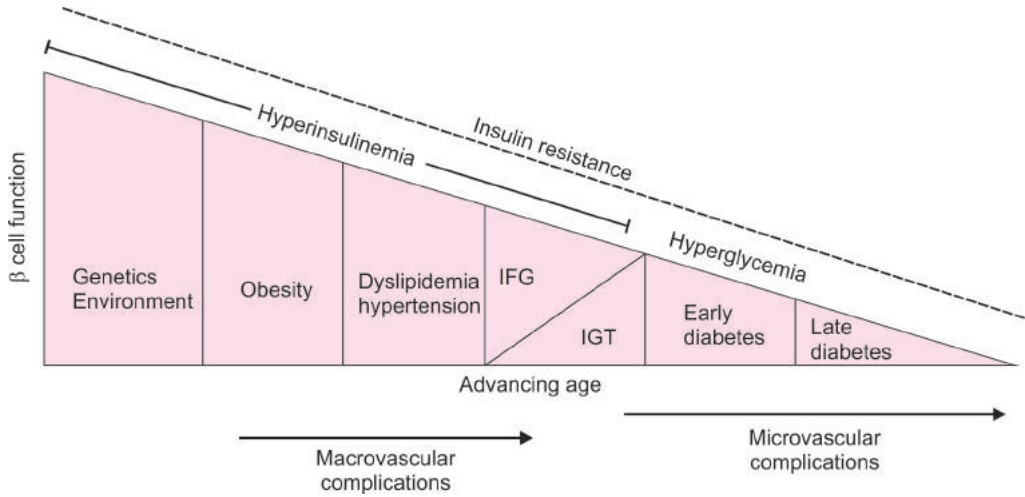 Insulin resistance
Hyperinsulinemia
Hyperglycemia
β cell function
Genetics
Environment
Obesity
Dyslipidemia
hypertension
IFG
IGT
Early
diabetes
Late
diabetes
Advancing age
Macrovascular
complications
Microvascular
complications